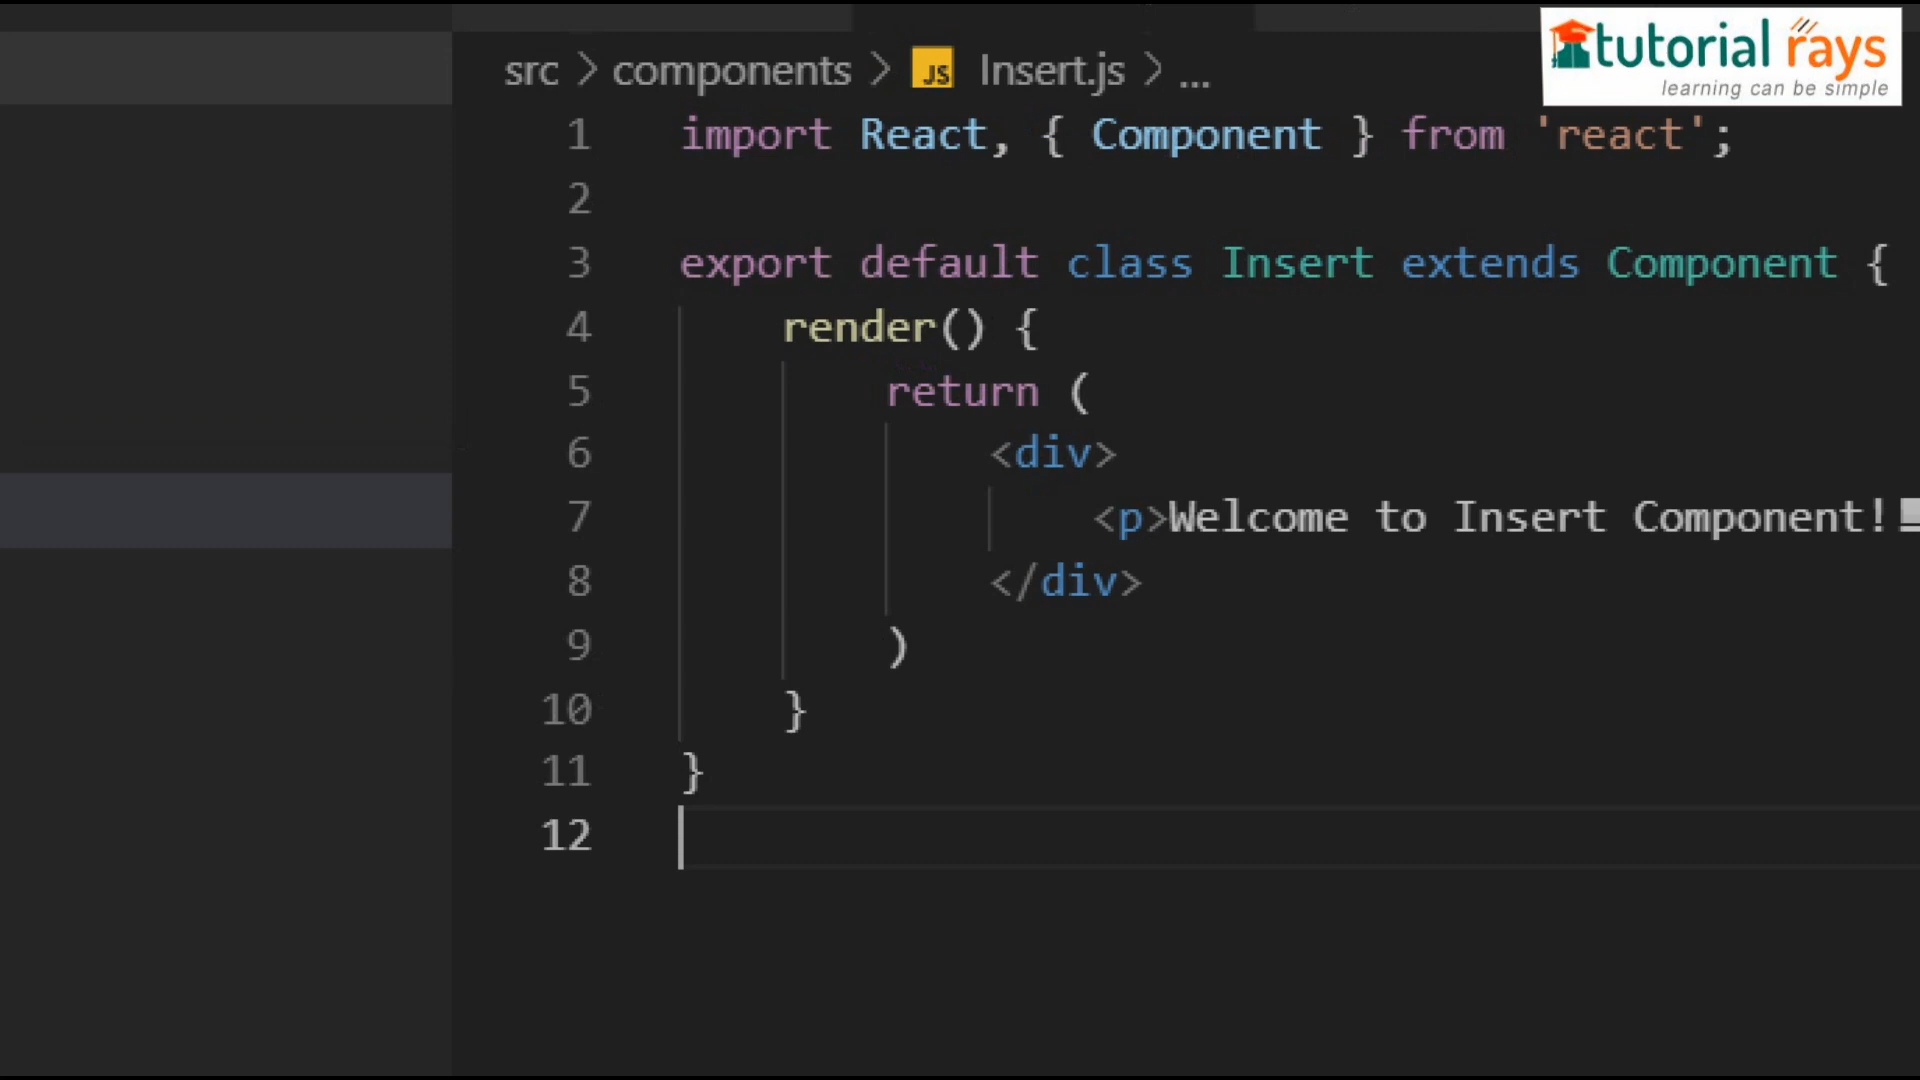 tutorial rays
learning can be simple
src > components > JS Insert.js > ...
1 import React, { Component } from 'react';
2
3 export default class Insert extends Component {
4 render() {
5 return (
6 <div>
7 <p>Welcome to Insert Component!
8 </div>
9 )
10 }
11 }
12